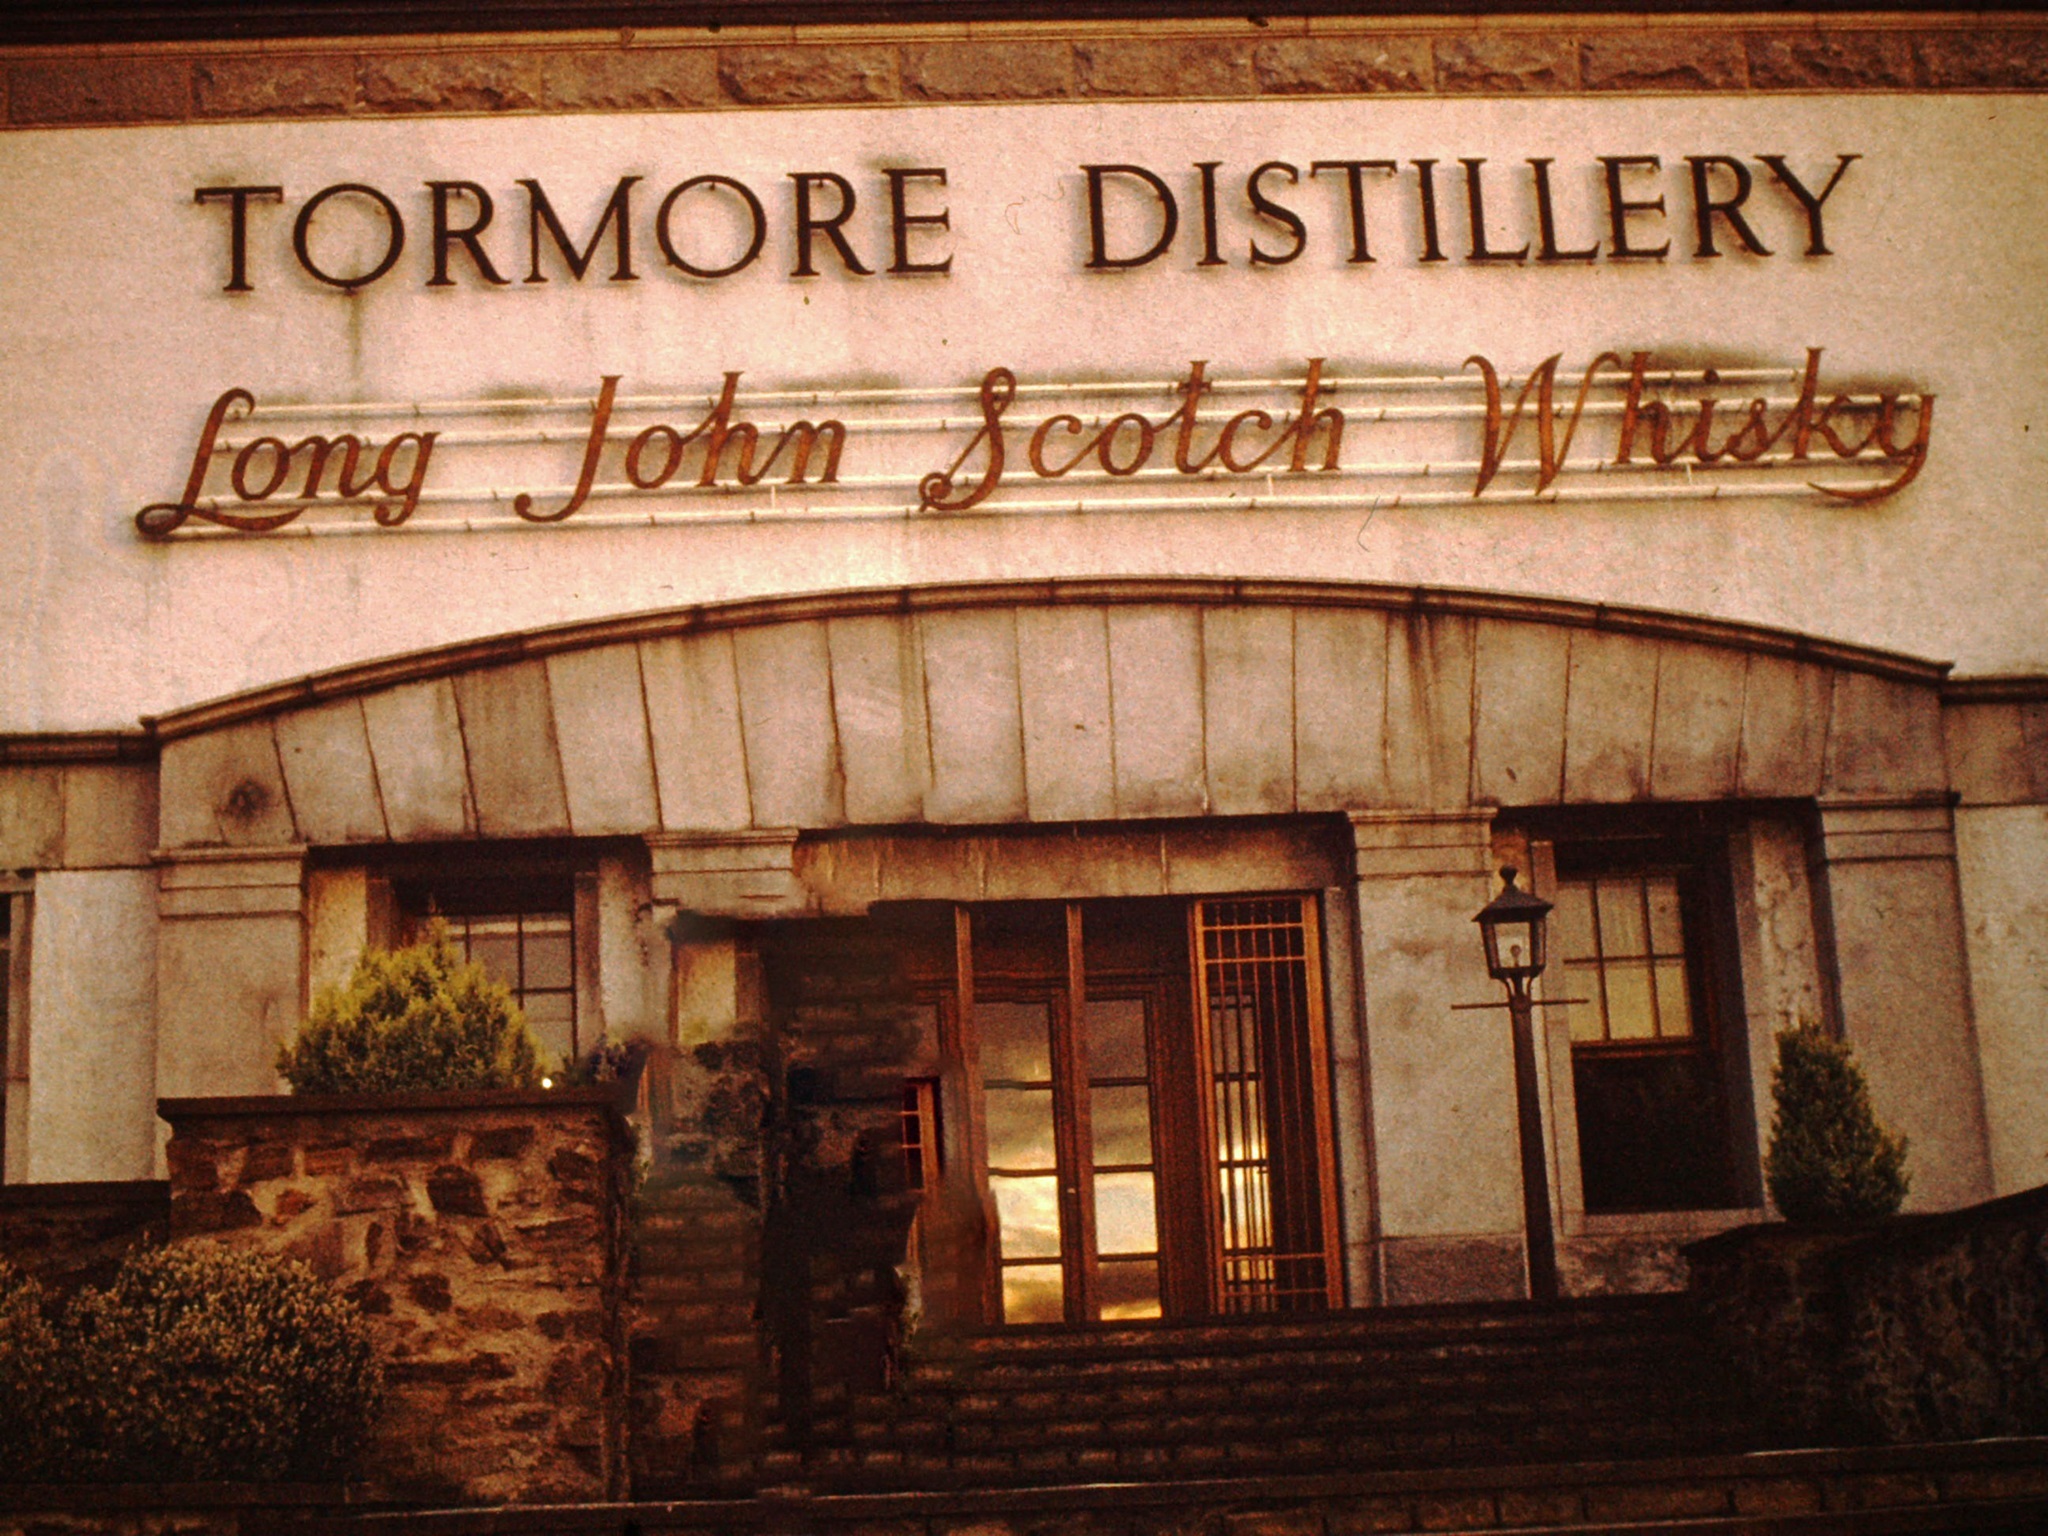 TORMORE DISTILLERY
Long John Scotch Whisky